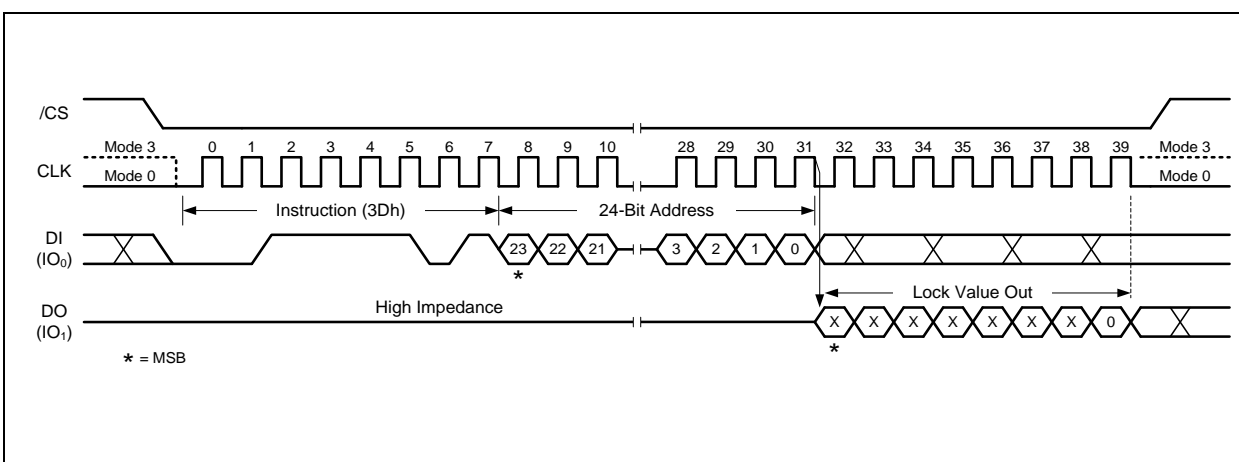 /CS
Mode 3 0 1 2 3 4 5 6 7 8 9 10 28 29 30 31 32 33 34 35 36 37 38 39 Mode 3
CLK
Mode 0 Mode 0
Instruction (3Dh) 24-Bit Address
DI
(IO₀)
23 22 21 3 2 1 0
*
Lock Value Out
High Impedance
DO
(IO₁)
X X X X X X X 0
*
* = MSB